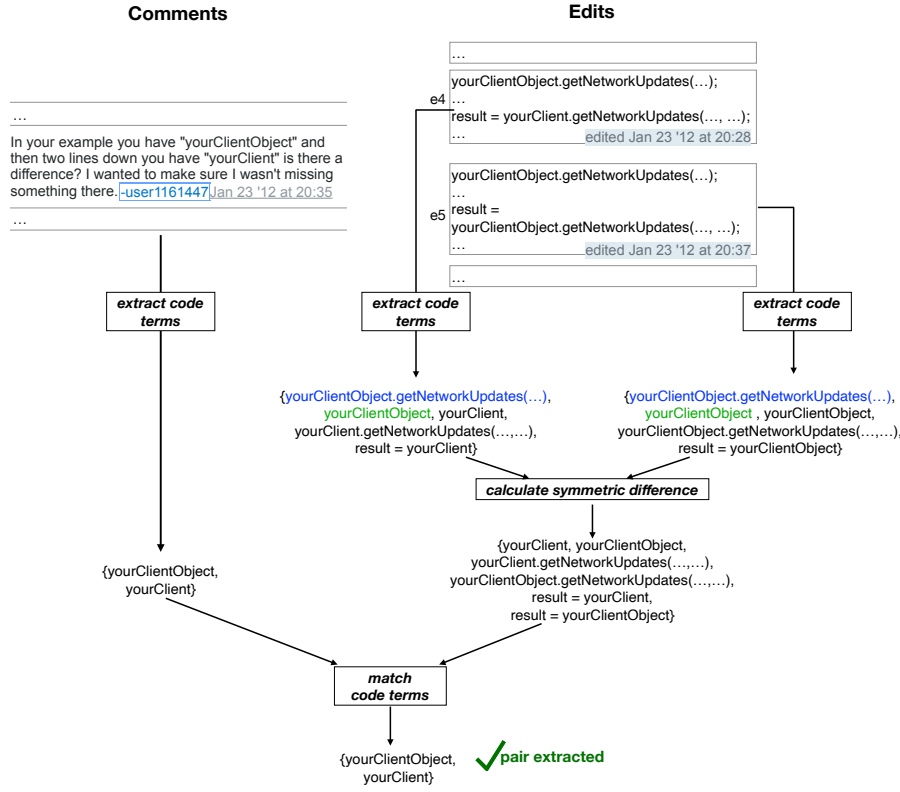 Comments
Edits
…
In your example you have "yourClientObject" and
then two lines down you have "yourClient" is there a
difference? I wanted to make sure I wasn't missing
something there. -user1161447 Jan 23 '12 at 20:35
…
…
e4
yourClientObject.getNetworkUpdates(…);
…
result = yourClient.getNetworkUpdates(…, …);
…
edited Jan 23 '12 at 20:28
e5
yourClientObject.getNetworkUpdates(…);
…
result =
yourClientObject.getNetworkUpdates(…, …);
…
edited Jan 23 '12 at 20:37
…
extract code
terms
extract code
terms
extract code
terms
{yourClientObject.getNetworkUpdates(…),
yourClientObject, yourClient,
yourClient.getNetworkUpdates(…,…),
result = yourClient}
{yourClientObject.getNetworkUpdates(…),
yourClientObject , yourClientObject,
yourClientObject.getNetworkUpdates(…,…),
result = yourClientObject}
calculate symmetric difference
{yourClientObject,
yourClient}
{yourClient, yourClientObject,
yourClient.getNetworkUpdates(…,…),
yourClientObject.getNetworkUpdates(…,…),
result = yourClient,
result = yourClientObject}
match
code terms
{yourClientObject,
yourClient}
pair extracted